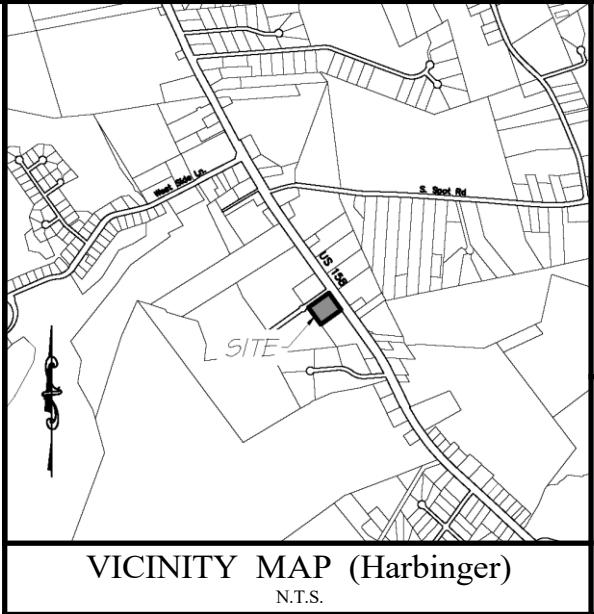 West Side Ln.
S. Spot Rd
US 158
SITE
VICINITY MAP (Harbinger)
N.T.S.